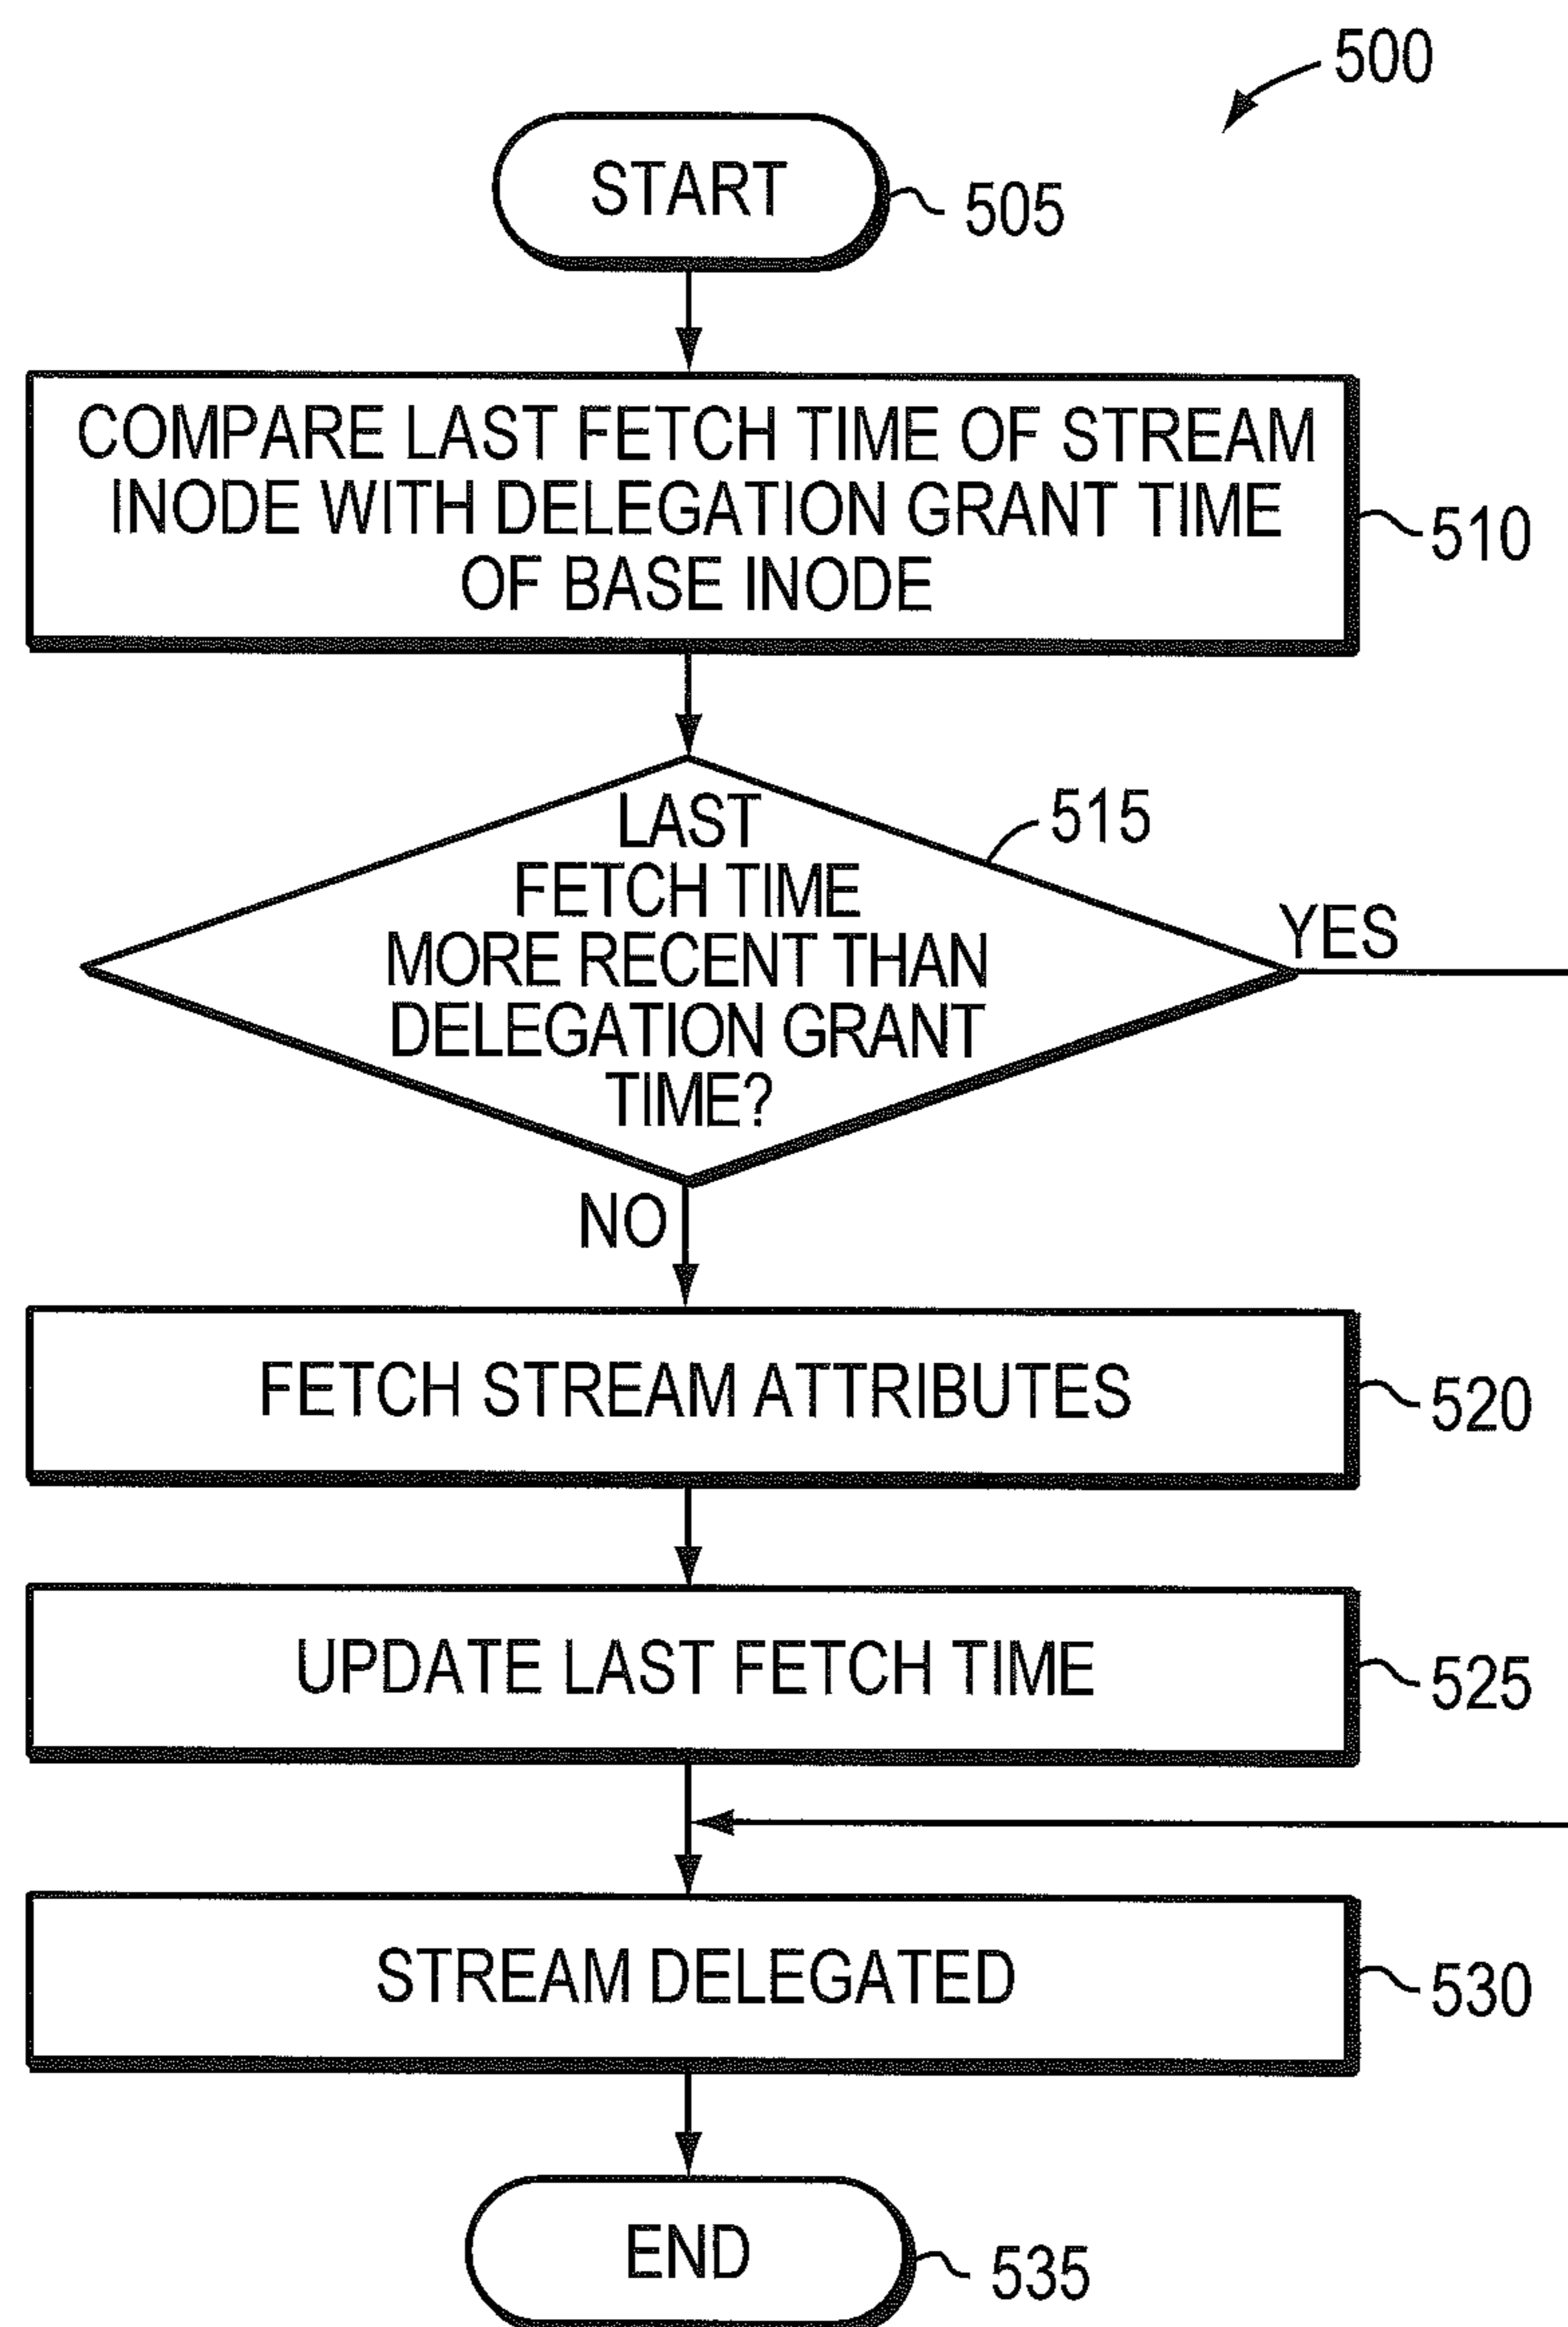 500
START
505
COMPARE LAST FETCH TIME OF STREAM
INODE WITH DELEGATION GRANT TIME
OF BASE INODE
510
LAST
FETCH TIME
MORE RECENT THAN
DELEGATION GRANT
TIME?
515
YES
NO
FETCH STREAM ATTRIBUTES
520
UPDATE LAST FETCH TIME
525
STREAM DELEGATED
530
END
535